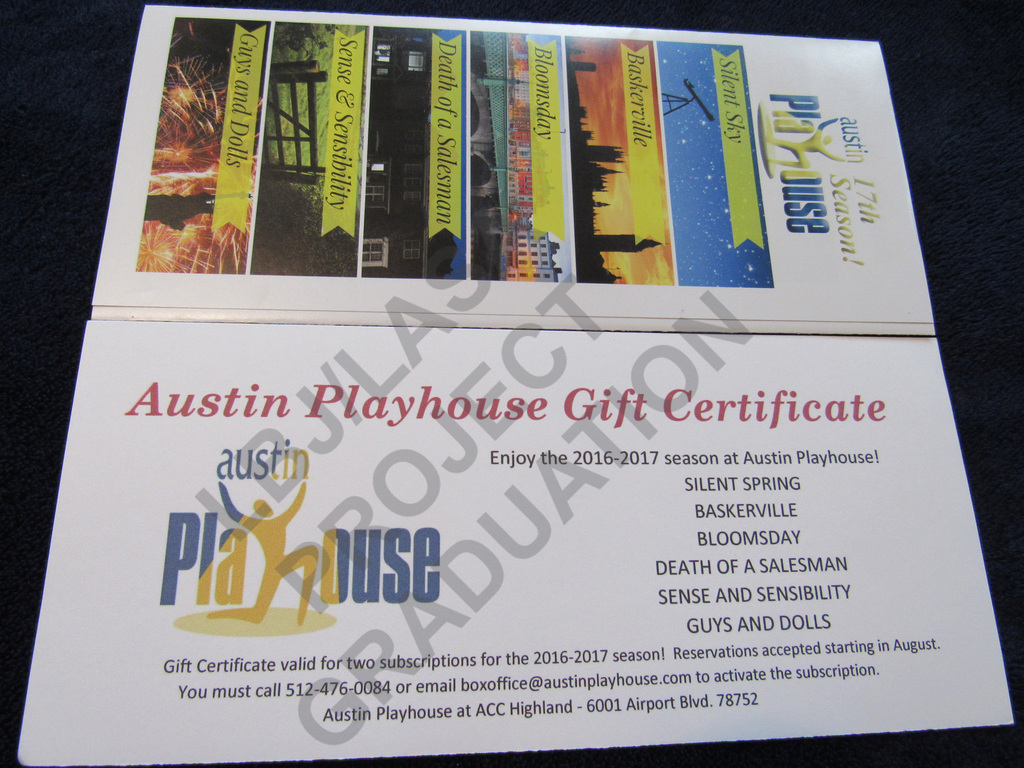 austin
Playhouse
17th
Season!
Silent Sky
Baskerville
Bloomsday
Death of a Salesman
Sense & Sensibility
Guys and Dolls
Austin Playhouse Gift Certificate
austin
Playhouse
Enjoy the 2016-2017 season at Austin Playhouse!
SILENT SPRING
BASKERVILLE
BLOOMSDAY
DEATH OF A SALESMAN
SENSE AND SENSIBILITY
GUYS AND DOLLS
Gift Certificate valid for two subscriptions for the 2016-2017 season! Reservations accepted starting in August.
You must call 512-476-0084 or email boxoffice@austinplayhouse.com to activate the subscription.
Austin Playhouse at ACC Highland - 6001 Airport Blvd. 78752
LBJ/LASA
PROJECT
GRADUATION